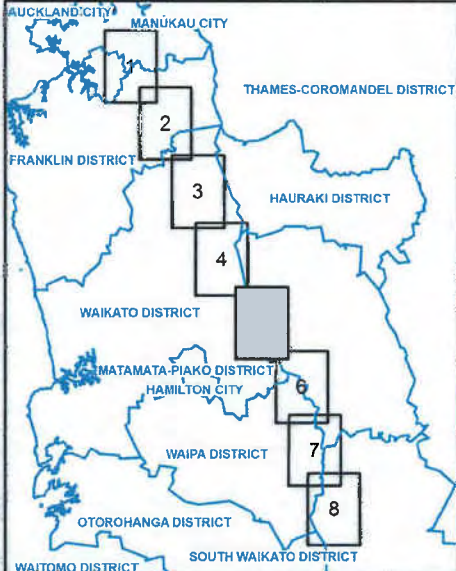 AUCKLAND CITY
MANUKAU CITY
1
THAMES-COROMANDEL DISTRICT
2
FRANKLIN DISTRICT
3
HAURAKI DISTRICT
4
WAIKATO DISTRICT
MATAMATA-PIAKO DISTRICT
HAMILTON CITY
6
7
WAIPA DISTRICT
8
OTOROHANGA DISTRICT
SOUTH WAIKATO DISTRICT
WAITOMO DISTRICT